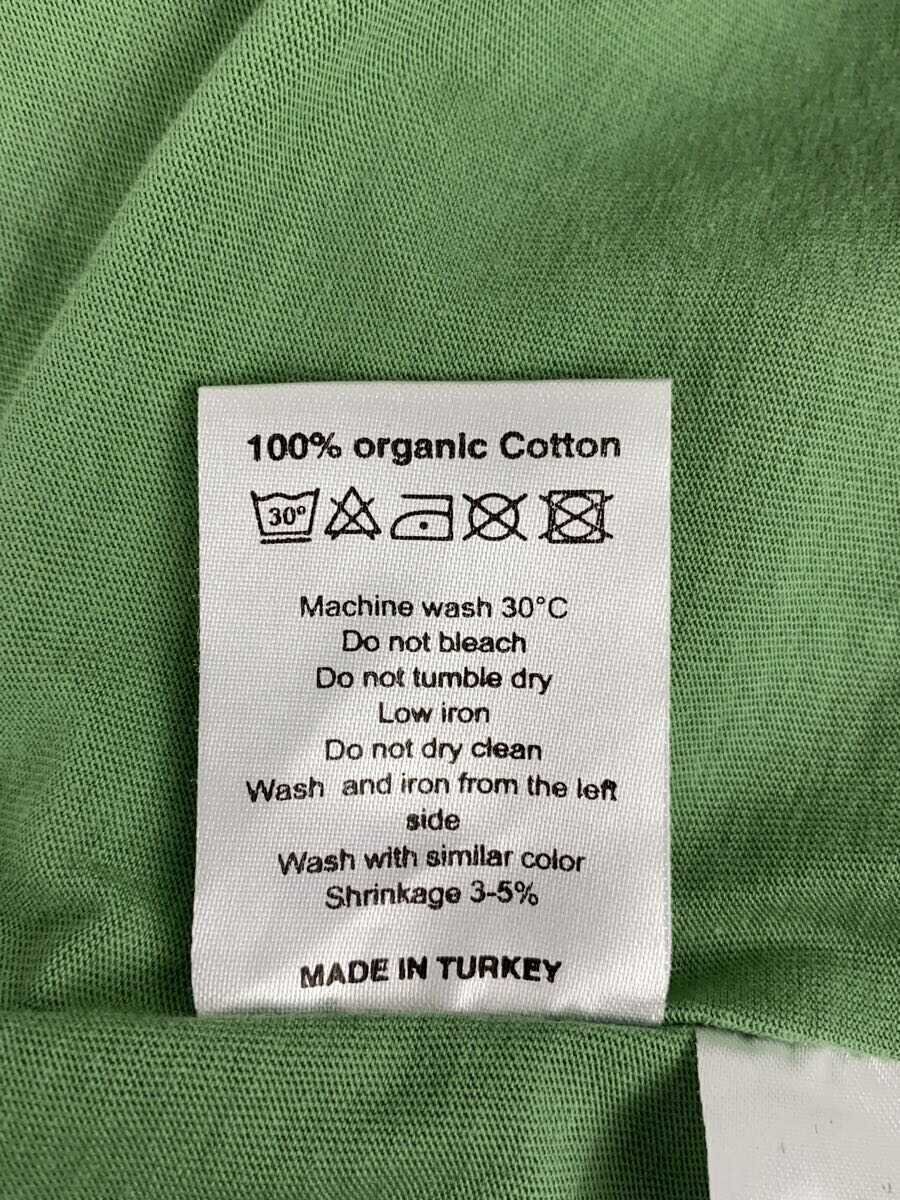 100% organic Cotton
30°
Machine wash 30°C
Do not bleach
Do not tumble dry
Low iron
Do not dry clean
Wash and iron from the left
side
Wash with similar color
Shrinkage 3-5%
MADE IN TURKEY